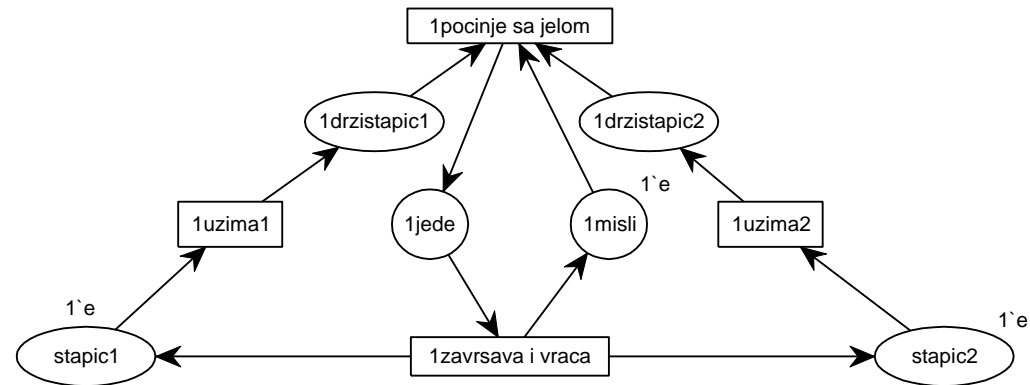 1pocinje sa jelom
1drzistapic1
1drzistapic2
1`e
1uzima1
1jede
1misli
1uzima2
1`e
1`e
stapic1
1zavrsava i vraca
stapic2